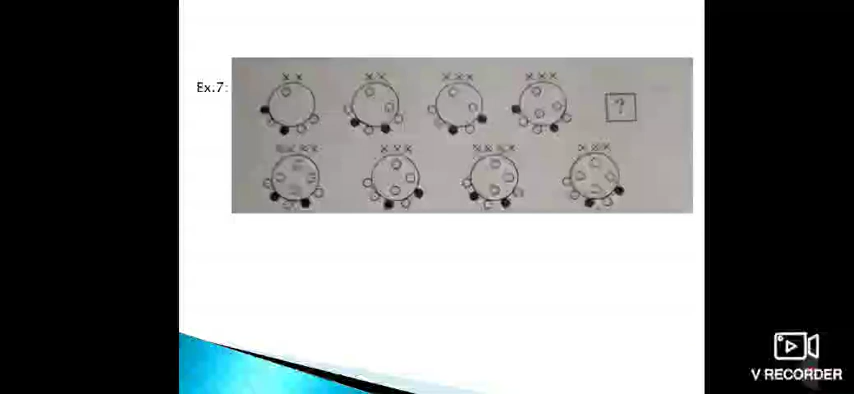 Ex.7:
× × × × × × × × × × ?
× × × × × × × × × × × × × ×
V RECORDER